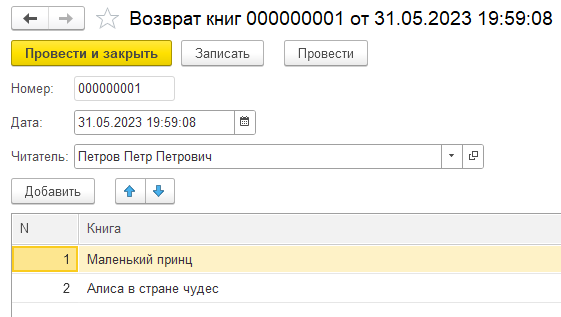 Возврат книг 000000001 от 31.05.2023 19:59:08
Провести и закрыть Записать Провести
Номер: 000000001
Дата: 31.05.2023 19:59:08
Читатель: Петров Петр Петрович
Добавить
N Книга
1 Маленький принц
2 Алиса в стране чудес